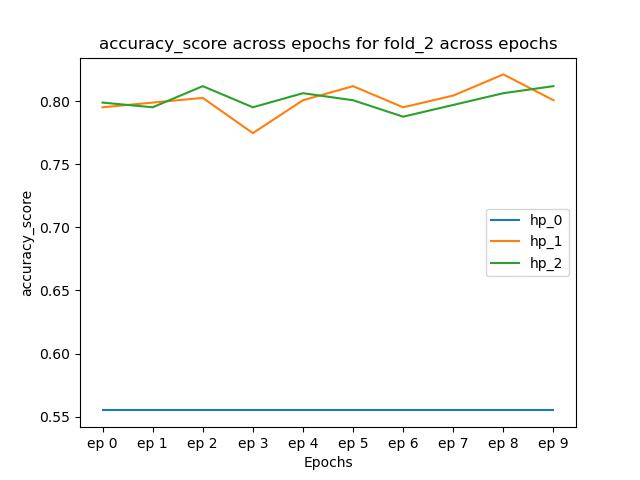 accuracy_score across epochs for fold_2 across epochs
accuracy_score
0.80
0.75
0.70
0.65
0.60
0.55
hp_0
hp_1
hp_2
ep 0 ep 1 ep 2 ep 3 ep 4 ep 5 ep 6 ep 7 ep 8 ep 9
Epochs